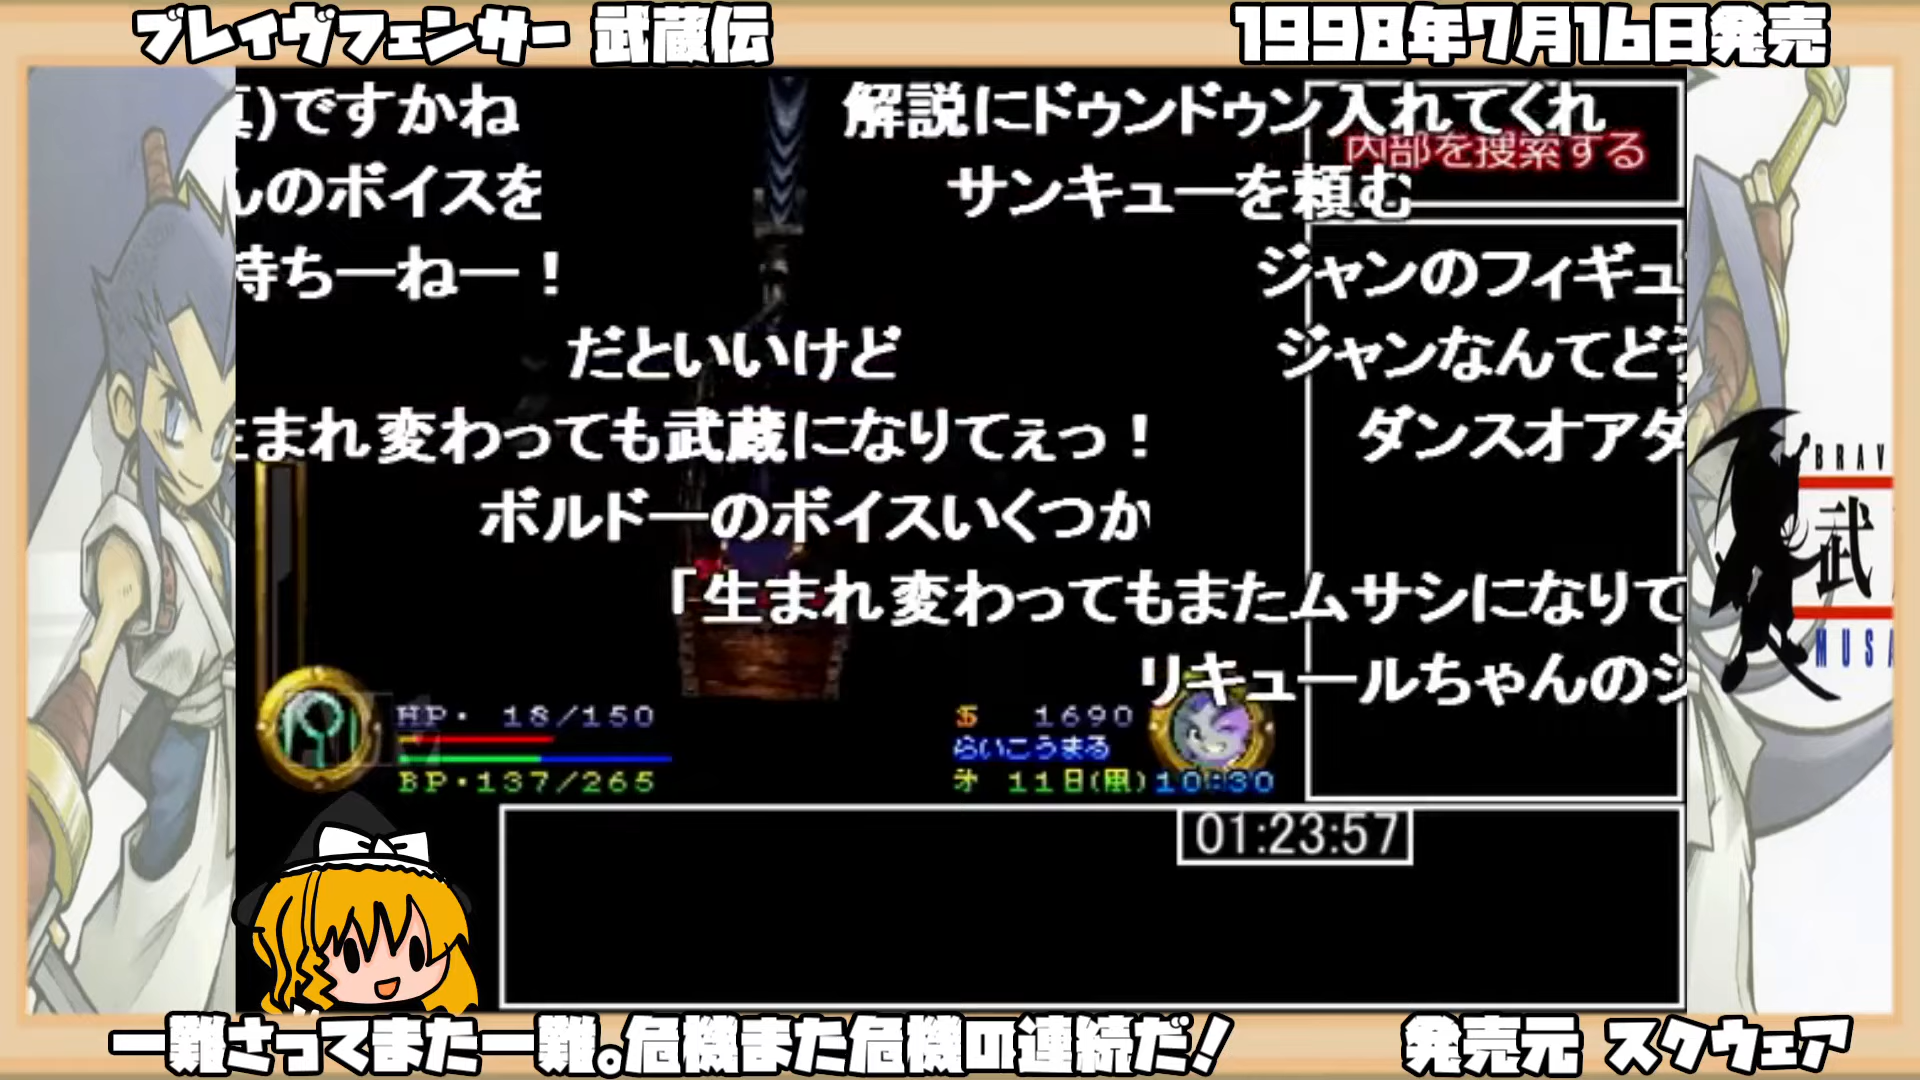 ブレイヴフェンサー 武蔵伝
1998年7月16日発売
)ですかね
解説にドゥンドゥン入れてくれ
内部を捜索する
んのボイスを
サンキューを頼む
待ちーねー！
ジャンのフィギュ
だといいけど
ジャンなんてどう
生まれ変わっても武蔵になりてぇっ！
ダンスオアダ
BRAV
武
MUSA
ボルドーのボイスいくつか
「生まれ変わってもまたムサシになりて
リキュールちゃんのジ
HP・ 18/150
BP・137/265
1690
らいこうまる
11日(風)10:30
01:23:57
一難さってまた一難。危機また危機の連続だ！
発売元 スクウェア